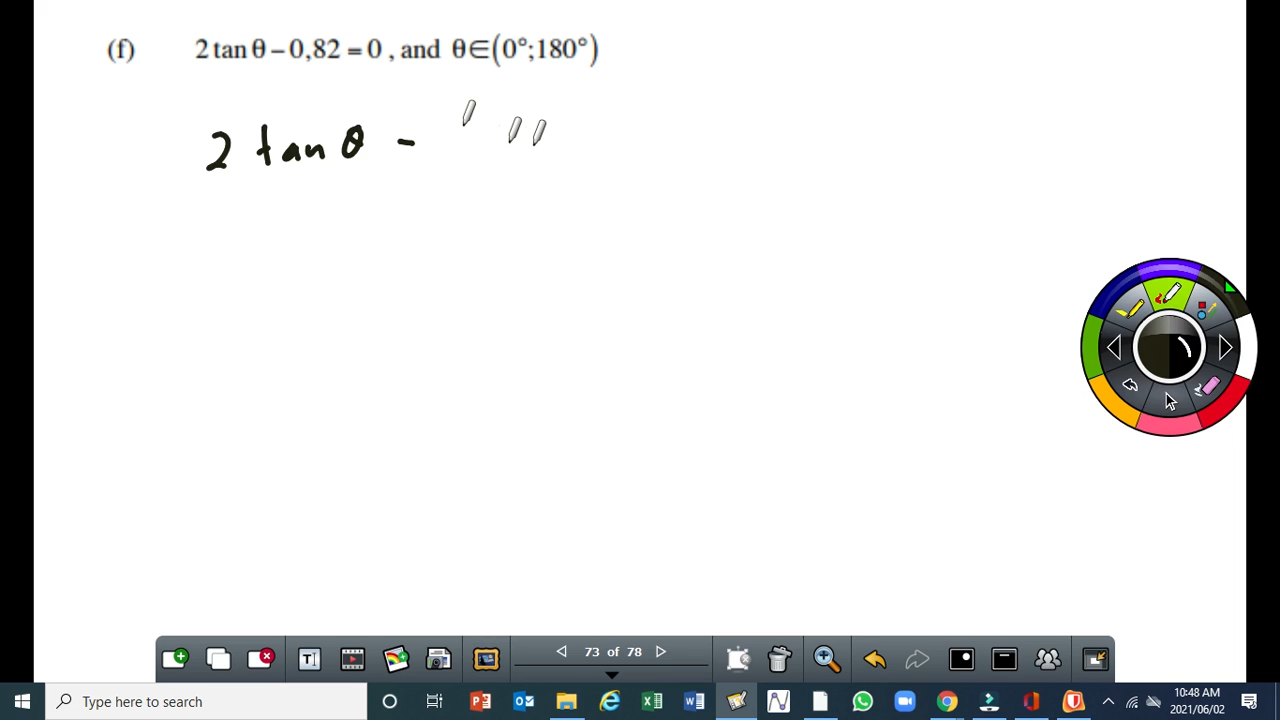 (f) 2 tan θ – 0,82 = 0 , and θ∈(0°;180°)
2 tan θ –
T
73 of 78
Type here to search
10:48 AM
2021/06/02